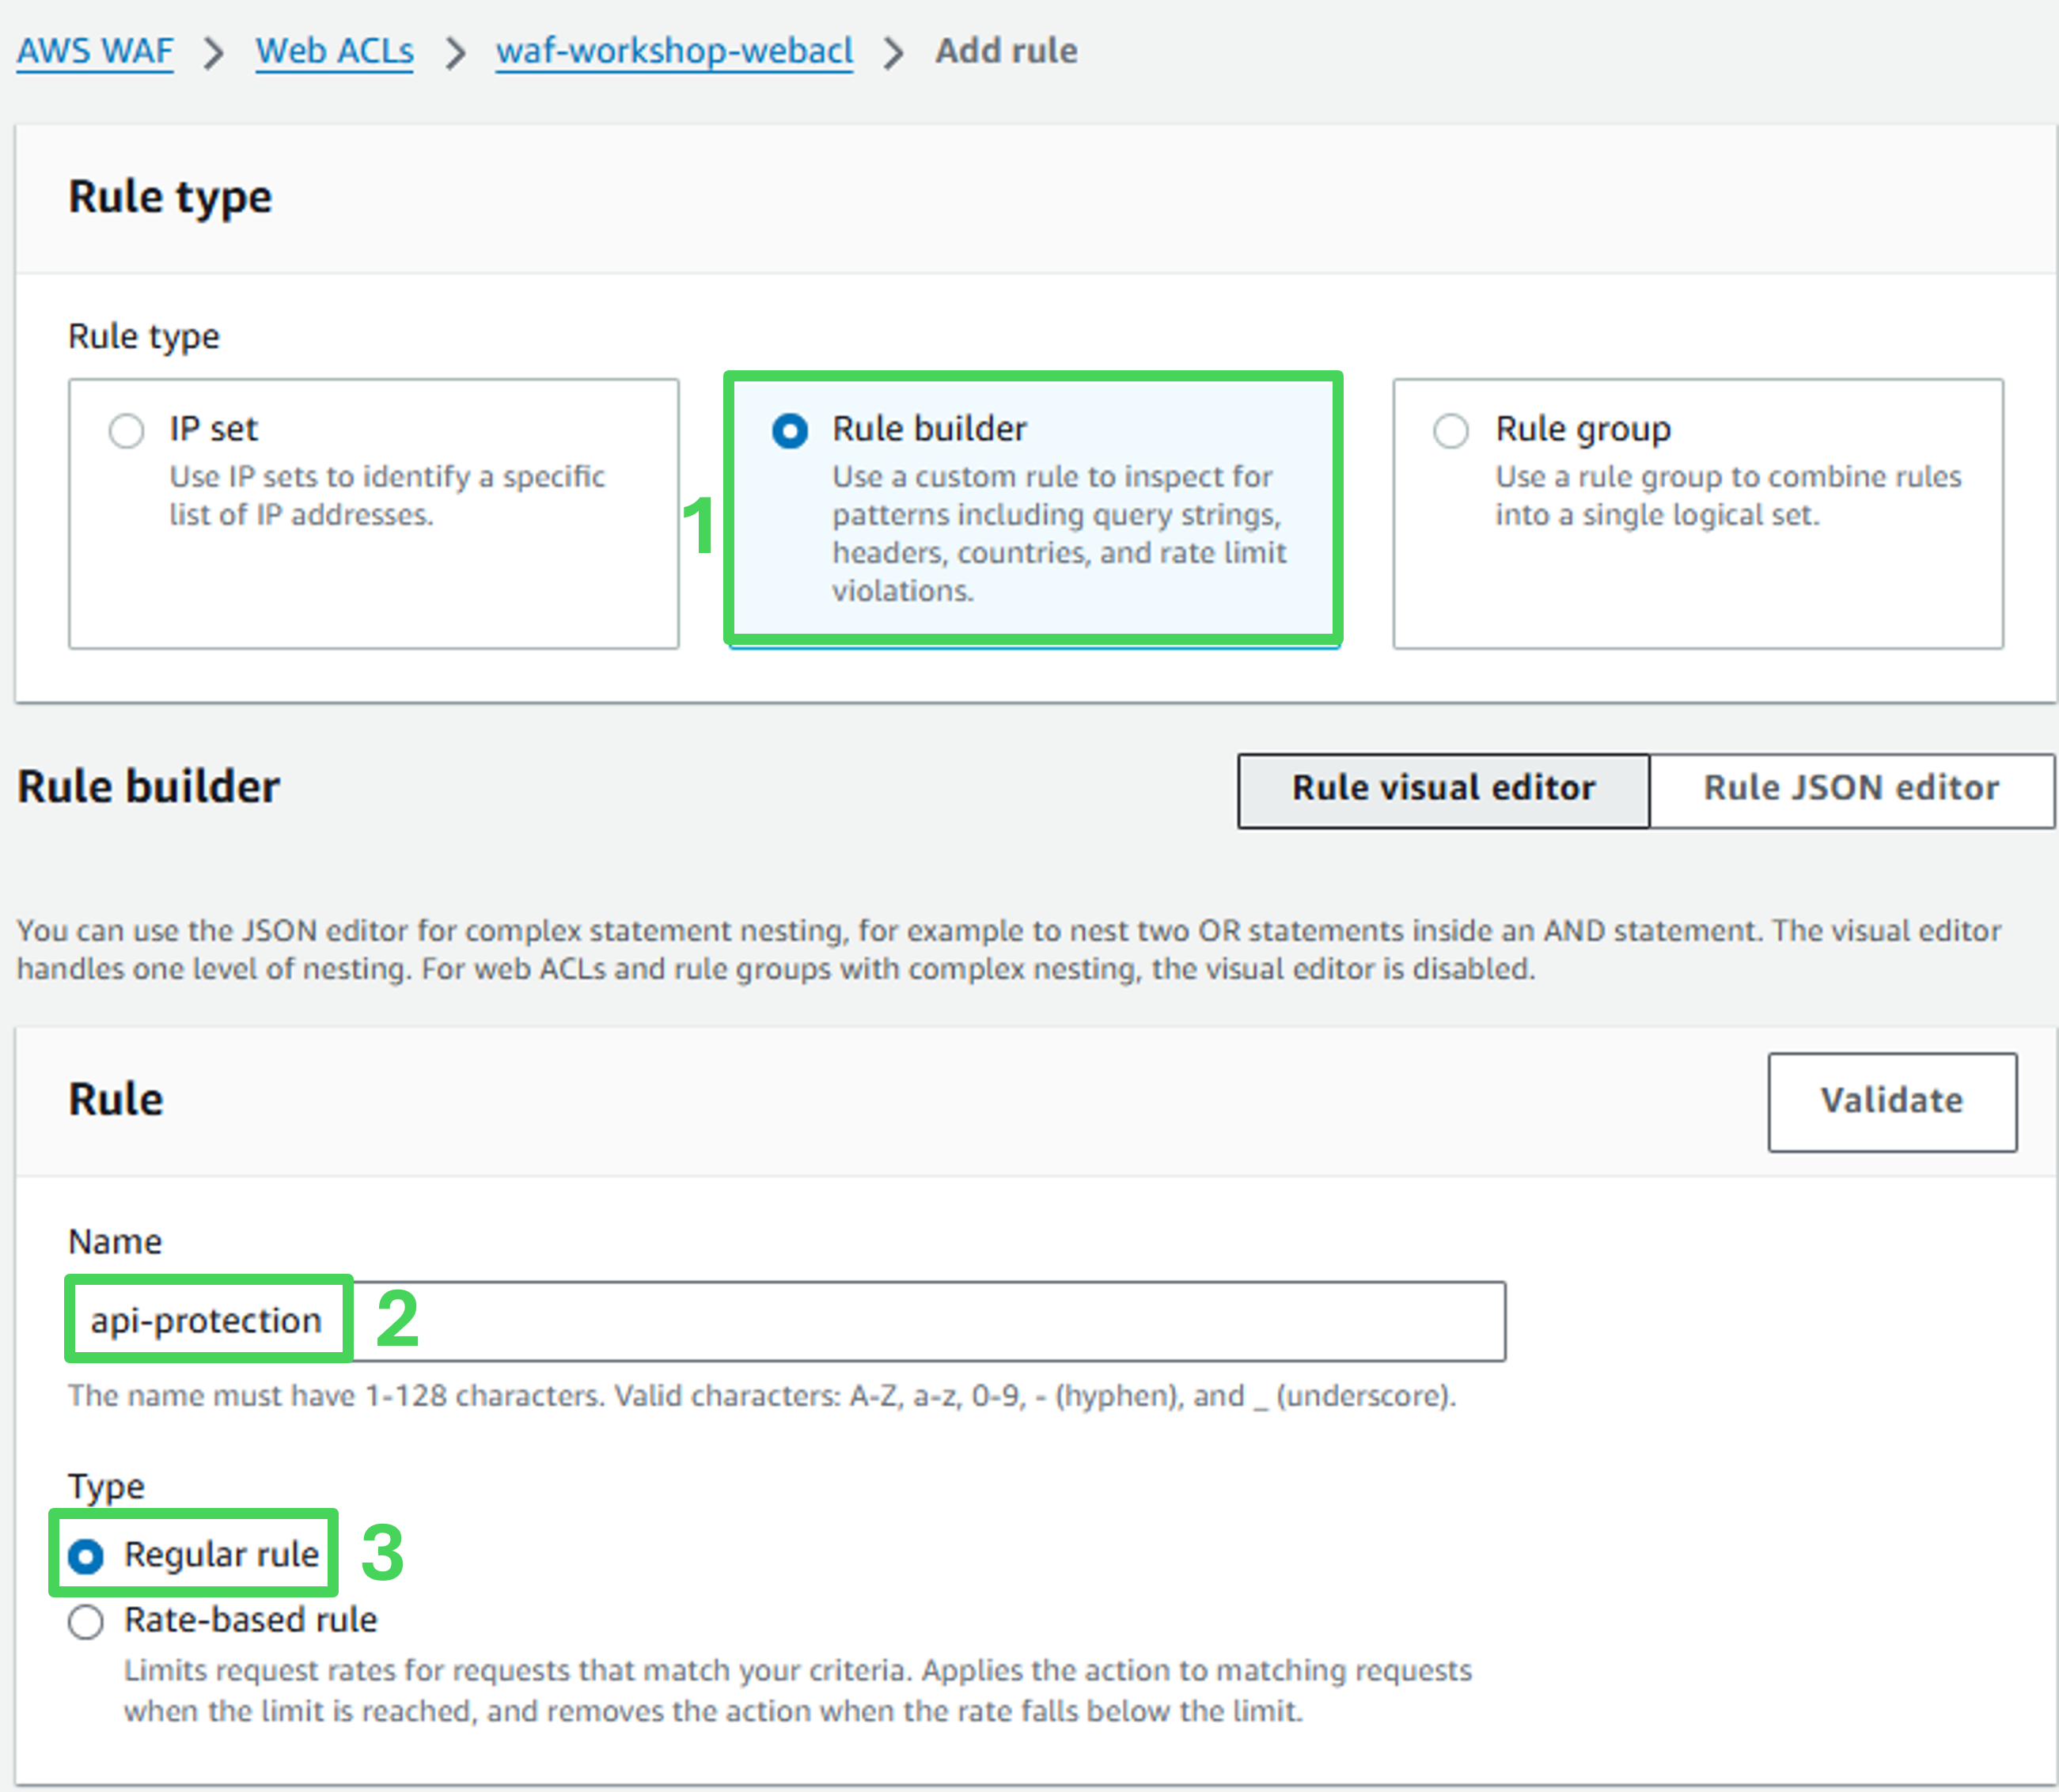 AWS WAF > Web ACLs > waf-workshop-webacl > Add rule
Rule type
Rule type
IP set
Use IP sets to identify a specific
list of IP addresses.
1
Rule builder
Use a custom rule to inspect for
patterns including query strings,
headers, countries, and rate limit
violations.
Rule group
Use a rule group to combine rules
into a single logical set.
Rule builder
Rule visual editor
Rule JSON editor
You can use the JSON editor for complex statement nesting, for example to nest two OR statements inside an AND statement. The visual editor
handles one level of nesting. For web ACLs and rule groups with complex nesting, the visual editor is disabled.
Rule
Validate
Name
api-protection 2
The name must have 1-128 characters. Valid characters: A-Z, a-z, 0-9, - (hyphen), and _ (underscore).
Type
Regular rule 3
Rate-based rule
Limits request rates for requests that match your criteria. Applies the action to matching requests
when the limit is reached, and removes the action when the rate falls below the limit.